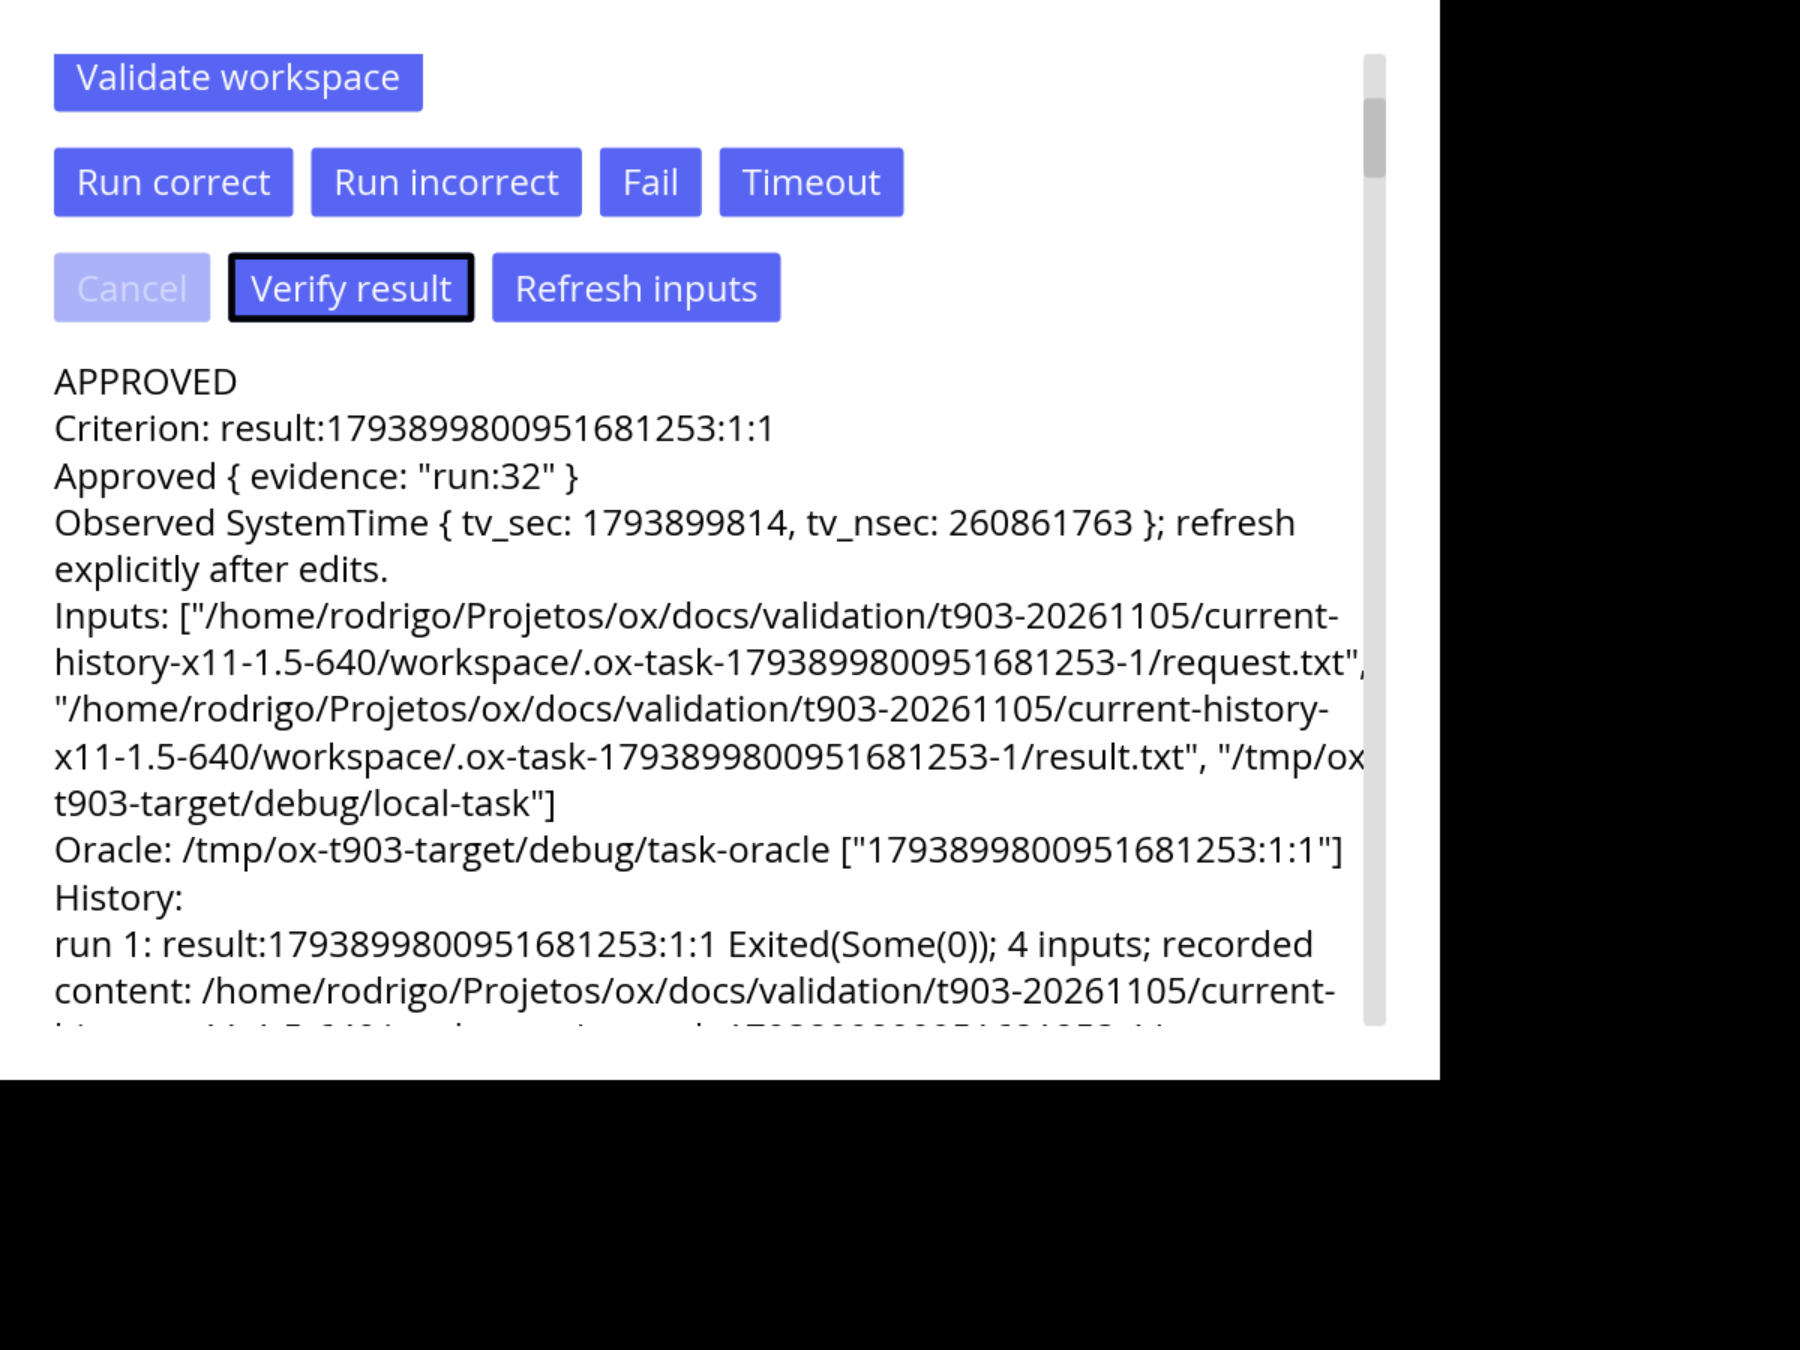 Validate workspace
Run correct Run incorrect Fail Timeout
Cancel Verify result Refresh inputs
APPROVED
Criterion: result:1793899800951681253:1:1
Approved { evidence: "run:32" }
Observed SystemTime { tv_sec: 1793899814, tv_nsec: 260861763 }; refresh
explicitly after edits.
Inputs: ["/home/rodrigo/Projetos/ox/docs/validation/t903-20261105/current-
history-x11-1.5-640/workspace/.ox-task-1793899800951681253-1/request.txt",
"/home/rodrigo/Projetos/ox/docs/validation/t903-20261105/current-history-
x11-1.5-640/workspace/.ox-task-1793899800951681253-1/result.txt", "/tmp/ox
t903-target/debug/local-task"]
Oracle: /tmp/ox-t903-target/debug/task-oracle ["1793899800951681253:1:1"]
History:
run 1: result:1793899800951681253:1:1 Exited(Some(0)); 4 inputs; recorded
content: /home/rodrigo/Projetos/ox/docs/validation/t903-20261105/current-